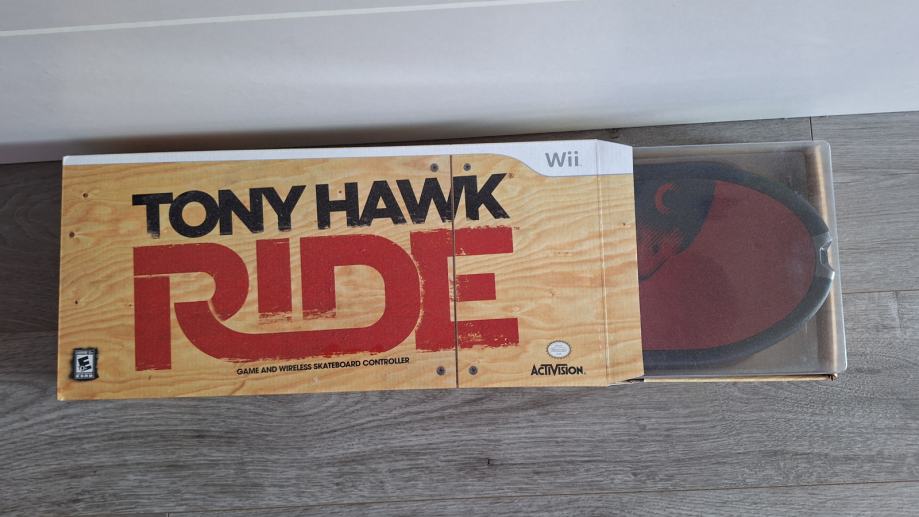 Wii
TONY HAWK
RIDE
GAME AND WIRELESS SKATEBOARD CONTROLLER
ACTIVISION.
E